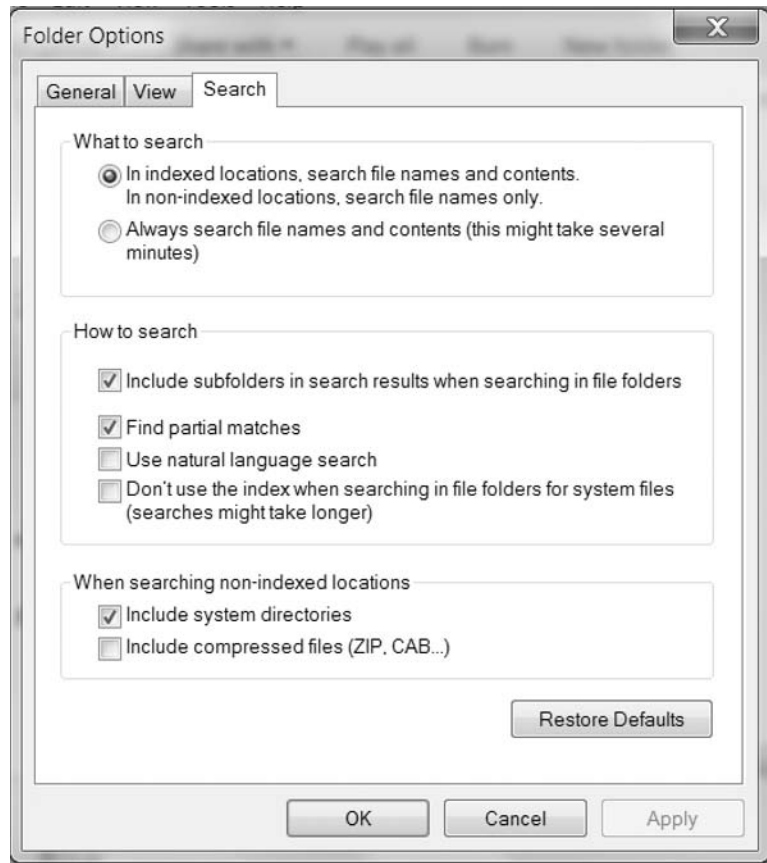 Folder Options
General View Search
What to search
In indexed locations, search file names and contents.
In non-indexed locations, search file names only.
Always search file names and contents (this might take several
minutes)
How to search
Include subfolders in search results when searching in file folders
Find partial matches
Use natural language search
Don't use the index when searching in file folders for system files
(searches might take longer)
When searching non-indexed locations
Include system directories
Include compressed files (ZIP, CAB...)
Restore Defaults
OK Cancel Apply